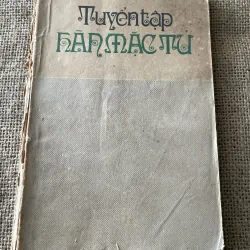 Tuyển tập
HÀN MẶC TỬ